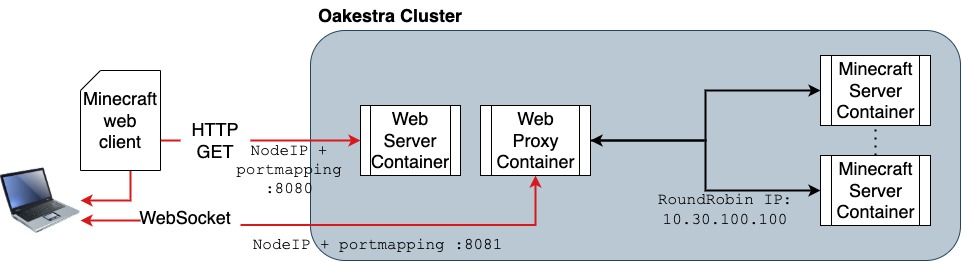 Oakestra Cluster
Minecraft
web
client
HTTP
GET
NodeIP +
portmapping
:8080
Web
Server
Container
Web
Proxy
Container
Minecraft
Server
Container
Minecraft
Server
Container
RoundRobin IP:
10.30.100.100
WebSocket
NodeIP + portmapping :8081